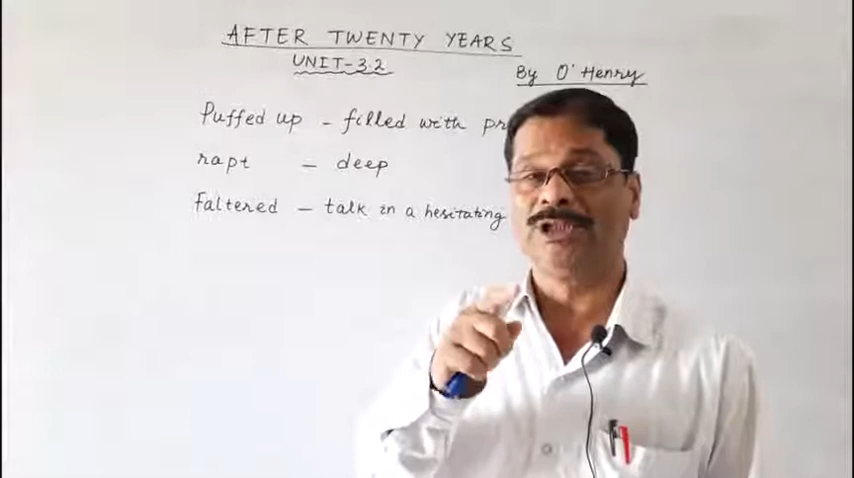 AFTER TWENTY YEARS
UNIT-3.2
By O'Henry
Puffed up - filled with
rapt - deep
faltered - talk in a hesitating